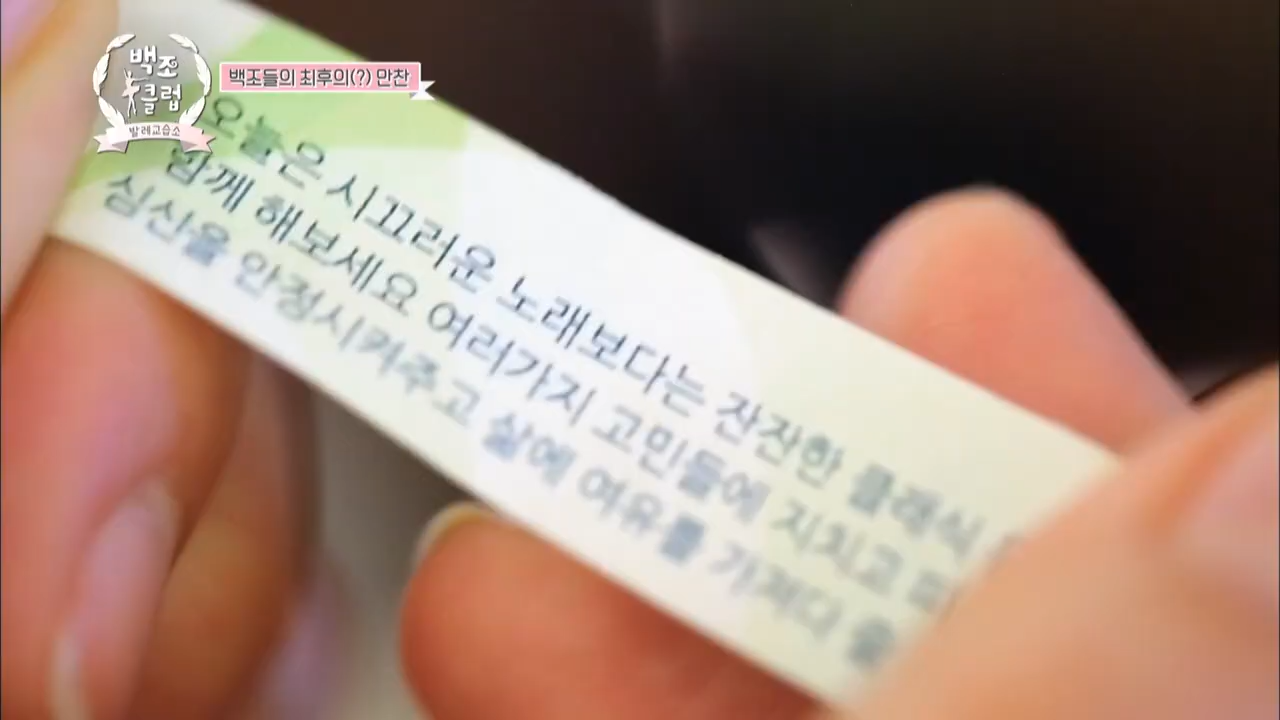 백조
클럽
발레교습소
백조들의 최후의(?) 만찬
오늘은 시끄러운 노래보다는 잔잔한 클래식
함께 해보세요 여러가지 고민들에 지치고
심신을 안정시켜주고 삶에 여유를 가져다